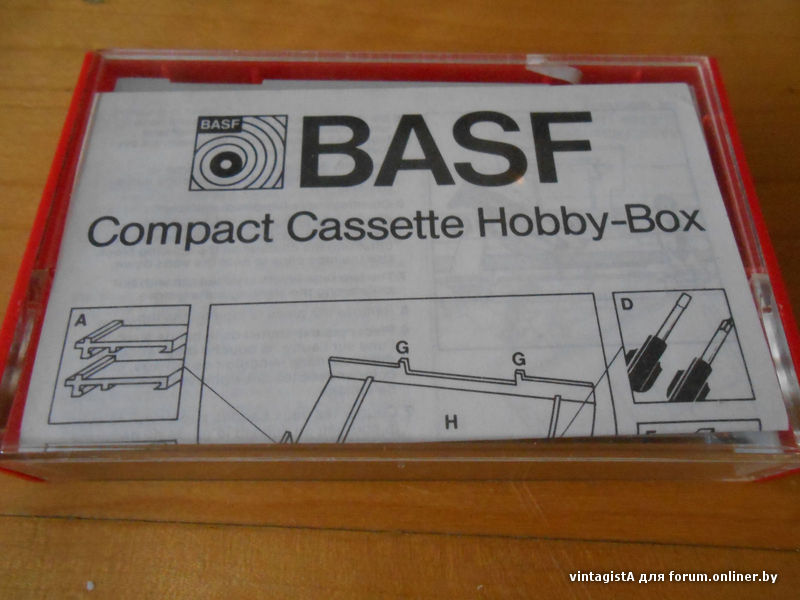 BASF
BASF
Compact Cassette Hobby-Box
A
D
G
G
H
vintagistA для forum.onliner.by